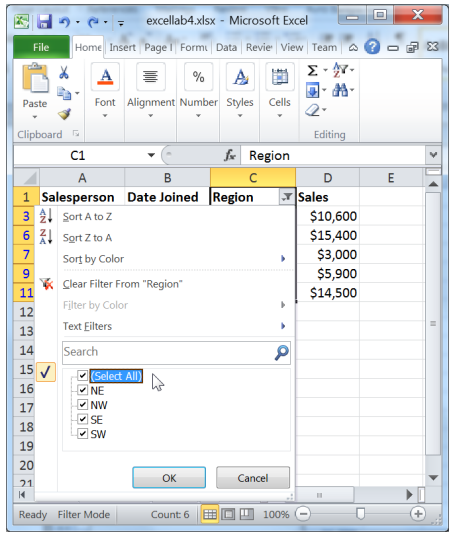 excellab4.xlsx - Microsoft Excel
File Home Insert Page l Formu Data Revie View Team
Paste Font Alignment Number Styles Cells
Clipboard Editing
C1 fx Region
A B C D E
1 Salesperson Date Joined Region Sales
3 Sort A to Z $10,600
6 Sort Z to A $15,400
7 Sort by Color $3,000
9 Clear Filter From "Region" $5,900
11 Filter by Color $14,500
12
13 Text Filters
14 Search
15 (Select All)
16 NE
17 NW
18 SE
19 SW
20
21 OK Cancel
Ready Filter Mode Count: 6 100%